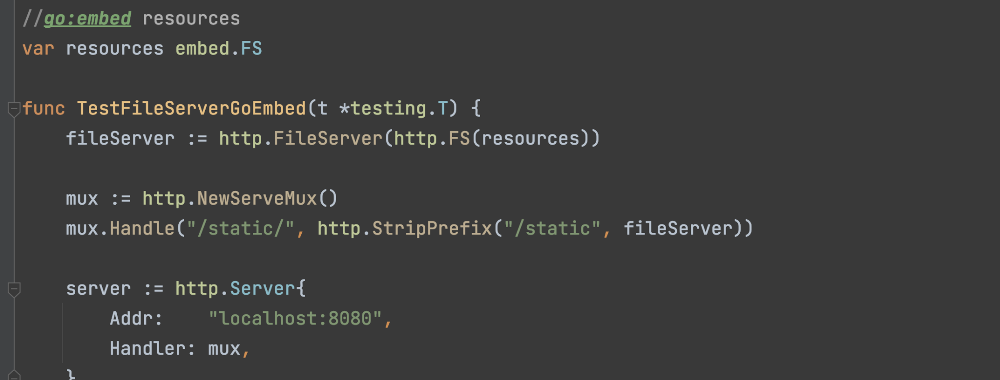 //go:embed resources
var resources embed.FS
func TestFileServerGoEmbed(t *testing.T) {
fileServer := http.FileServer(http.FS(resources))
mux := http.NewServeMux()
mux.Handle("/static/", http.StripPrefix("/static", fileServer))
server := http.Server{
Addr:    "localhost:8080",
Handler: mux,
}